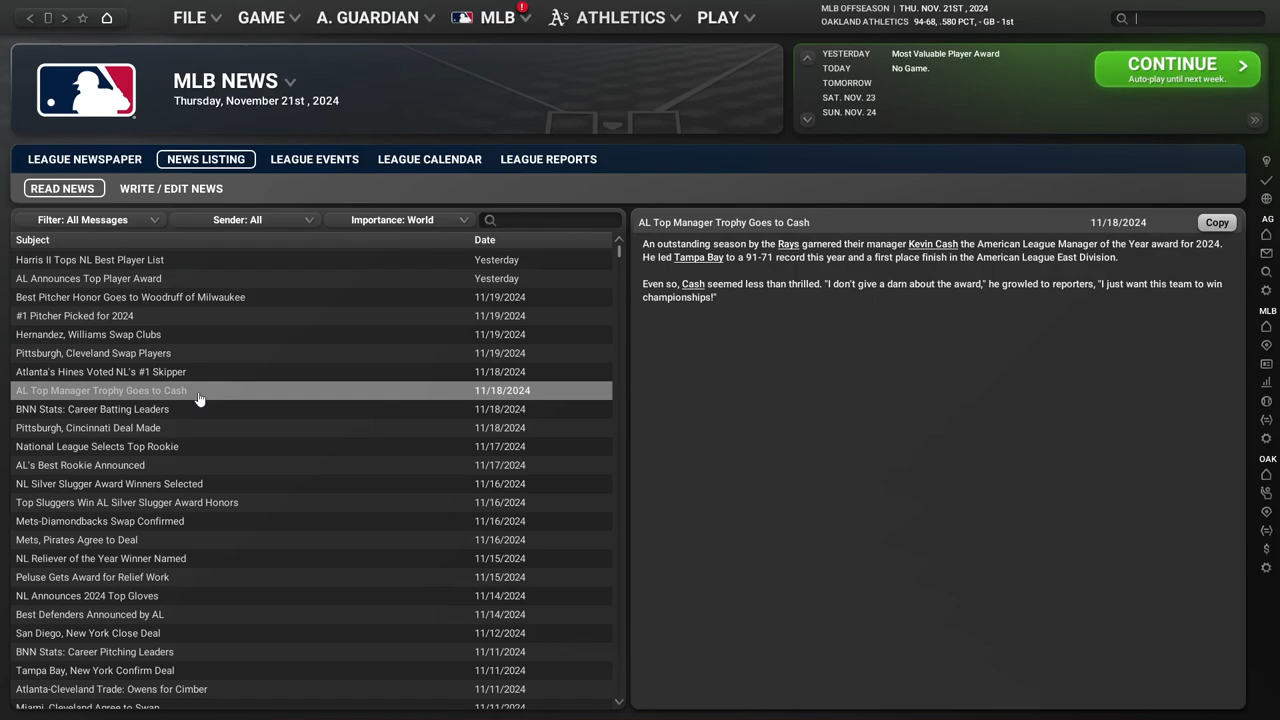 FILE GAME A. GUARDIAN MLB ! A's ATHLETICS PLAY
MLB OFFSEASON | THU. NOV. 21ST , 2024
OAKLAND ATHLETICS 94-68, .580 PCT, - GB - 1st
MLB NEWS
Thursday, November 21st , 2024
YESTERDAY Most Valuable Player Award
TODAY No Game.
TOMORROW
SAT. NOV. 23
SUN. NOV. 24
CONTINUE
Auto-play until next week.
LEAGUE NEWSPAPER NEWS LISTING LEAGUE EVENTS LEAGUE CALENDAR LEAGUE REPORTS
READ NEWS WRITE / EDIT NEWS
Filter: All Messages Sender: All Importance: World
Subject Date
Harris II Tops NL Best Player List Yesterday
AL Announces Top Player Award Yesterday
Best Pitcher Honor Goes to Woodruff of Milwaukee 11/19/2024
#1 Pitcher Picked for 2024 11/19/2024
Hernandez, Williams Swap Clubs 11/19/2024
Pittsburgh, Cleveland Swap Players 11/19/2024
Atlanta's Hines Voted NL's #1 Skipper 11/18/2024
AL Top Manager Trophy Goes to Cash 11/18/2024
BNN Stats: Career Batting Leaders 11/18/2024
Pittsburgh, Cincinnati Deal Made 11/18/2024
National League Selects Top Rookie 11/17/2024
AL's Best Rookie Announced 11/17/2024
NL Silver Slugger Award Winners Selected 11/16/2024
Top Sluggers Win AL Silver Slugger Award Honors 11/16/2024
Mets-Diamondbacks Swap Confirmed 11/16/2024
Mets, Pirates Agree to Deal 11/16/2024
NL Reliever of the Year Winner Named 11/15/2024
Peluse Gets Award for Relief Work 11/15/2024
NL Announces 2024 Top Gloves 11/14/2024
Best Defenders Announced by AL 11/14/2024
San Diego, New York Close Deal 11/12/2024
BNN Stats: Career Pitching Leaders 11/11/2024
Tampa Bay, New York Confirm Deal 11/11/2024
Atlanta-Cleveland Trade: Owens for Cimber 11/11/2024
Miami, Cleveland Agree to Swap 11/11/2024
AL Top Manager Trophy Goes to Cash 11/18/2024 Copy
An outstanding season by the Rays garnered their manager Kevin Cash the American League Manager of the Year award for 2024.
He led Tampa Bay to a 91-71 record this year and a first place finish in the American League East Division.
Even so, Cash seemed less than thrilled. "I don't give a darn about the award," he growled to reporters, "I just want this team to win
championships!"
AG
MLB
OAK